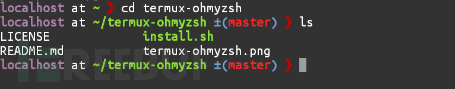 localhost at ~ ❯ cd termux-ohmyzsh
localhost at ~/termux-ohmyzsh ±(master) ❯ ls
LICENSE install.sh
README.md termux-ohmyzsh.png
localhost at ~/termux-ohmyzsh ±(master) ❯